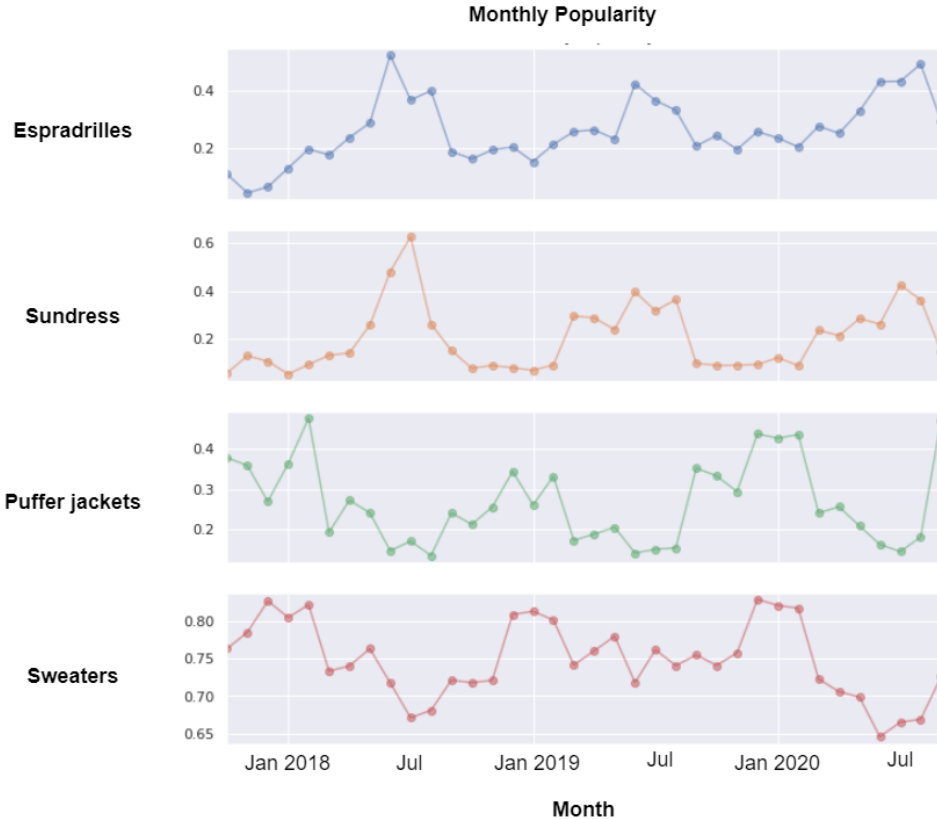 Monthly Popularity
Espradrilles
0.4
0.2
Sundress
0.6
0.4
0.2
Puffer jackets
0.4
0.3
0.2
Sweaters
0.80
0.75
0.70
0.65
Jan 2018 Jul Jan 2019 Jul Jan 2020 Jul
Month